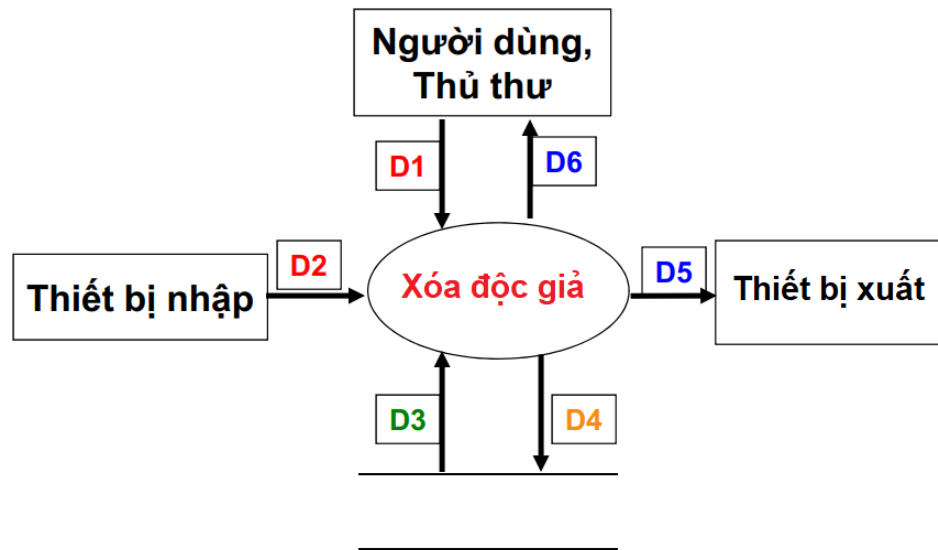 Người dùng,
Thủ thư
D1
D6
D2
D5
Thiết bị nhập
Xóa độc giả
Thiết bị xuất
D3
D4